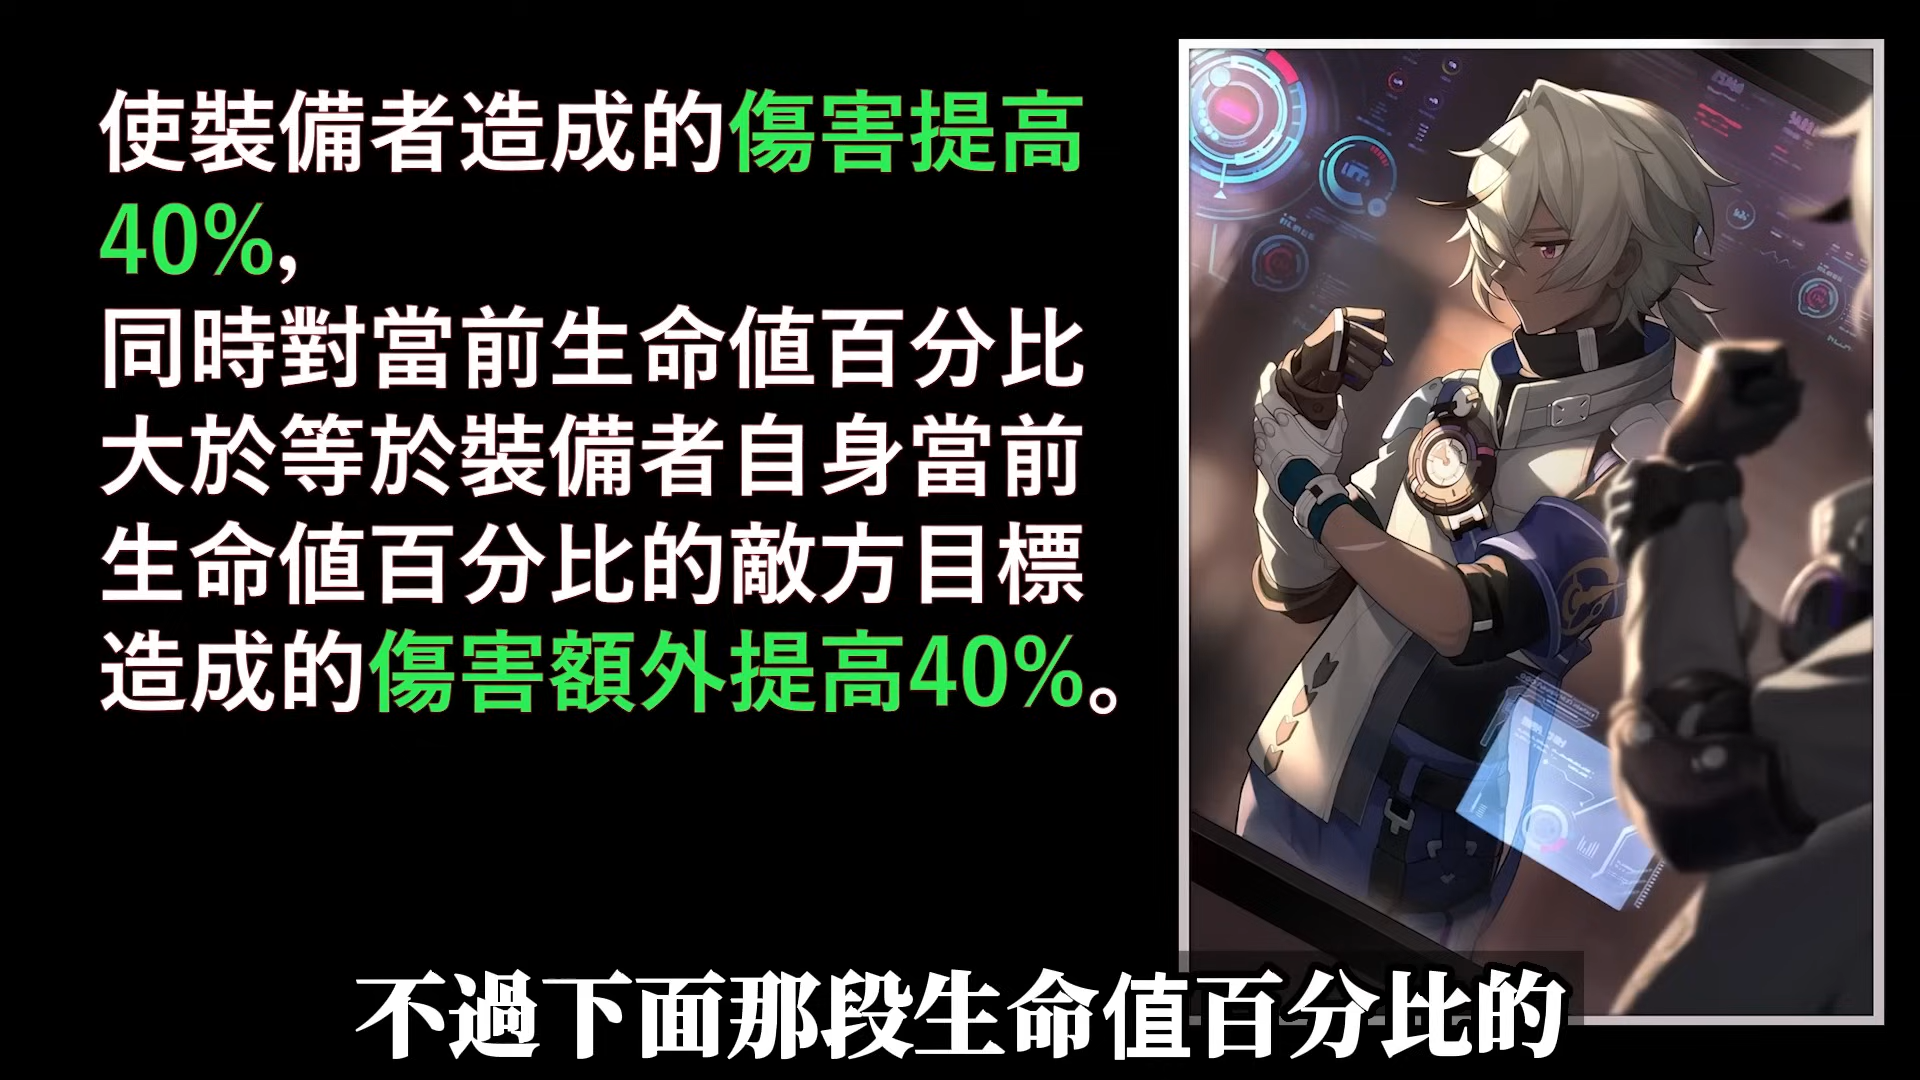 使裝備者造成的傷害提高
40%,
同時對當前生命值百分比
大於等於裝備者自身當前
生命值百分比的敵方目標
造成的傷害額外提高40%。
不過下面那段生命值百分比的